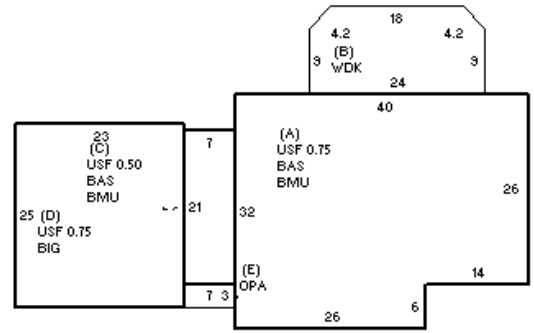 18
4.2 4.2
9 (B) 9
WDK
24
40
23
(C)
USF 0.50
BAS
BMU
7
(A)
USF 0.75
BAS
BMU
26
25 (D)
USF 0.75
BIG
21
32
(E)
OPA
14
7 3
6
26